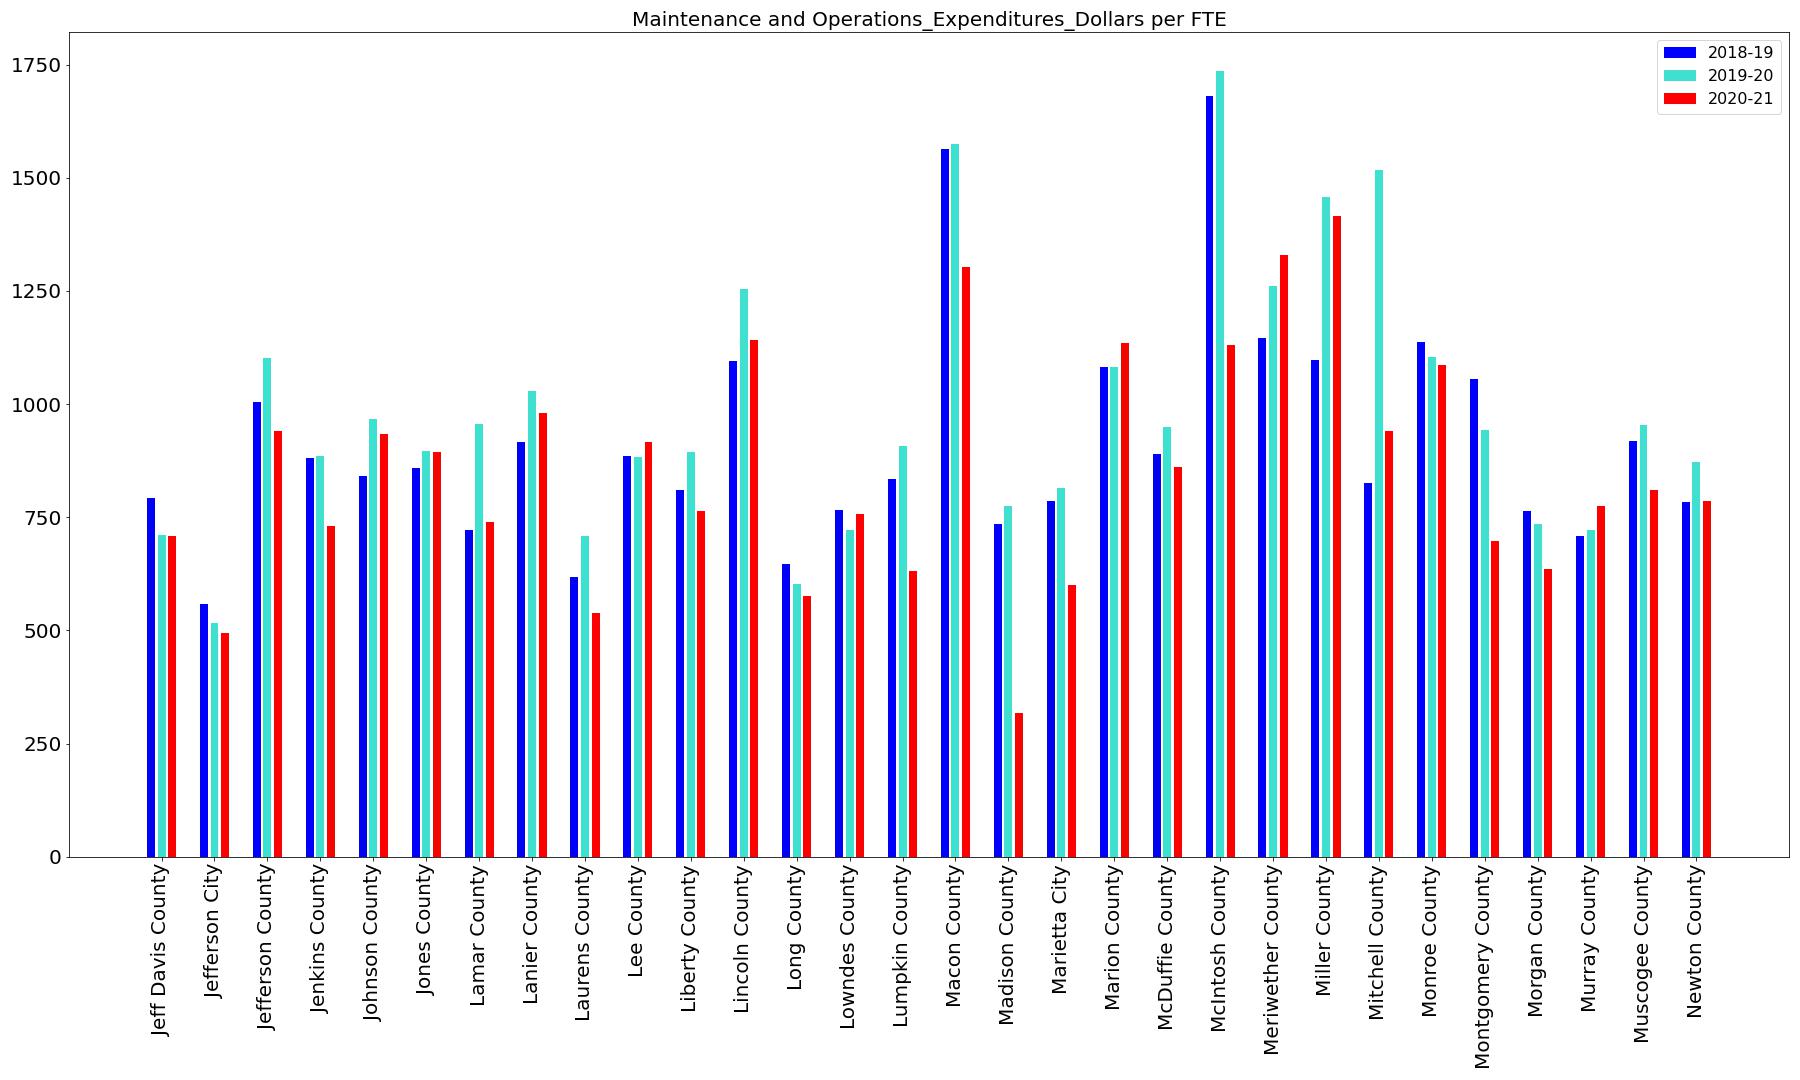 Maintenance and Operations_Expenditures_Dollars per FTE
2018-19
2019-20
2020-21
1750
1500
1250
1000
750
500
250
0
Jeff Davis County
Jefferson City
Jefferson County
Jenkins County
Johnson County
Jones County
Lamar County
Lanier County
Laurens County
Lee County
Liberty County
Lincoln County
Long County
Lowndes County
Lumpkin County
Macon County
Madison County
Marietta City
Marion County
McDuffie County
McIntosh County
Meriwether County
Miller County
Mitchell County
Monroe County
Montgomery County
Morgan County
Murray County
Muscogee County
Newton County